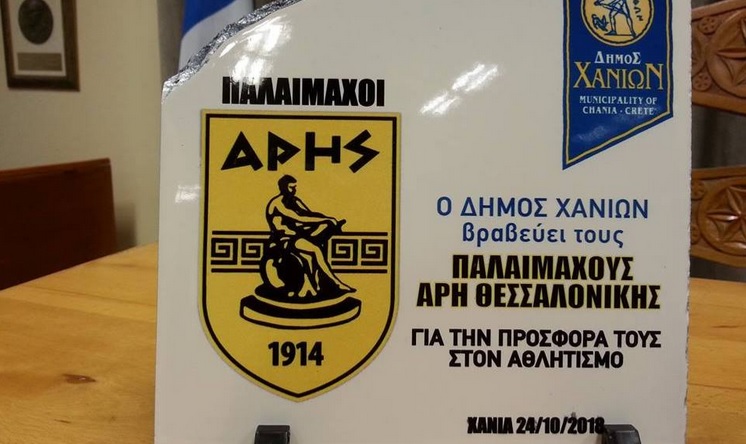 ΠΑΛΑΙΜΑΧΟΙ
ΑΡΗΣ
1914
ΔΗΜΟΣ
ΧΑΝΙΩΝ
MUNICIPALITY OF
CHANIA - CRETE
Ο ΔΗΜΟΣ ΧΑΝΙΩΝ
βραβεύει τους
ΠΑΛΑΙΜΑΧΟΥΣ
ΑΡΗ ΘΕΣΣΑΛΟΝΙΚΗΣ
ΓΙΑ ΤΗΝ ΠΡΟΣΦΟΡΑ ΤΟΥΣ
ΣΤΟΝ ΑΘΛΗΤΙΣΜΟ
ΧΑΝΙΑ 24/10/2018